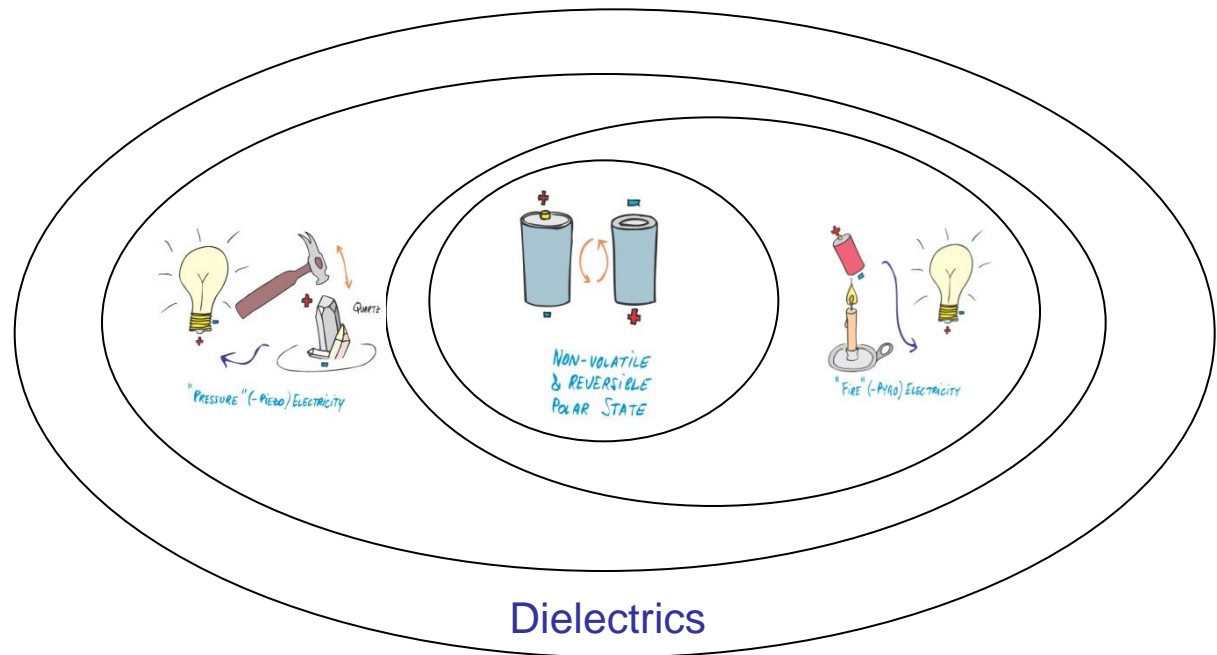 +
-
-
+
NON-VOLATILE
& REVERSIBLE
POLAR STATE
-
+
+
-
QUARTZ
"PRESSURE" (-PIEZO) ELECTRICITY
+
-
-
+
"FIRE" (-PYRO) ELECTRICITY
Dielectrics